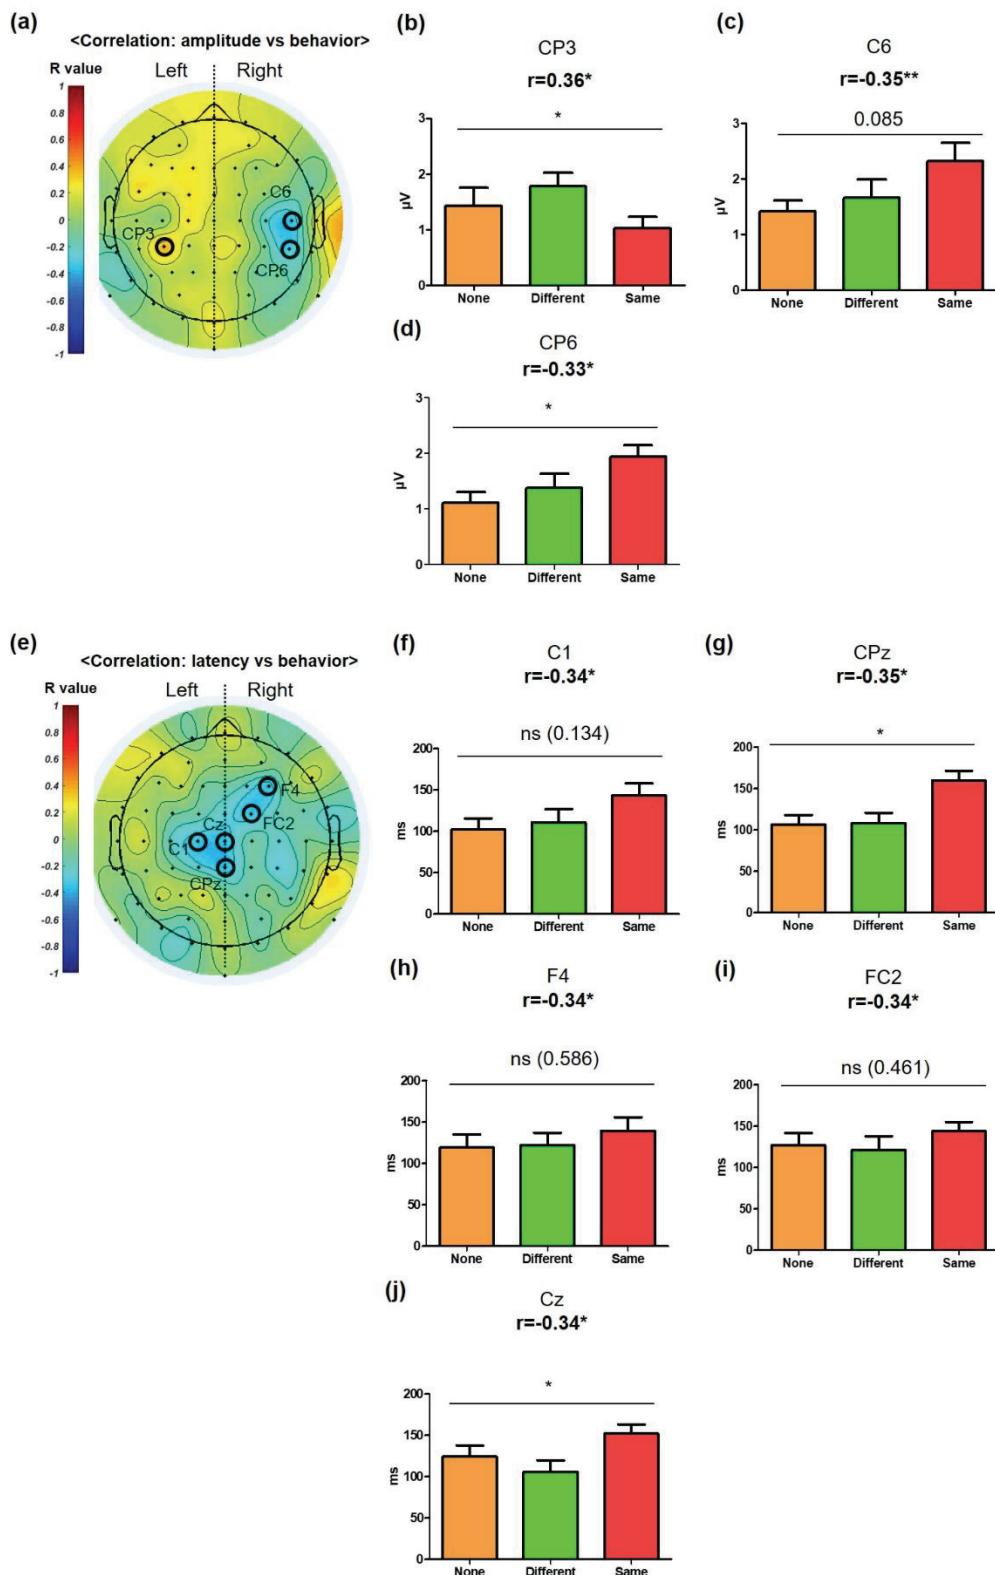 (a)
<Correlation: amplitude vs behavior>
R value
Left
Right
1
0.8
0.6
0.4
0.2
0
-0.2
-0.4
-0.6
-0.8
-1
C6
CP3
CP6
(b)
CP3
r=0.36*
*
3
2
1
0
µV
None
Different
Same
(c)
C6
r=-0.35**
0.085
3
2
1
0
µV
None
Different
Same
(d)
CP6
r=-0.33*
*
3
2
1
0
µV
None
Different
Same
(e)
<Correlation: latency vs behavior>
R value
Left
Right
1
0.8
0.6
0.4
0.2
0
-0.2
-0.4
-0.6
-0.8
-1
F4
FC2
Cz
C1
CPz
(f)
C1
r=-0.34*
ns (0.134)
200
150
100
50
0
ms
None
Different
Same
(g)
CPz
r=-0.35*
*
200
150
100
50
0
ms
None
Different
Same
(h)
F4
r=-0.34*
ns (0.586)
200
150
100
50
0
ms
None
Different
Same
(i)
FC2
r=-0.34*
ns (0.461)
200
150
100
50
0
ms
None
Different
Same
(j)
Cz
r=-0.34*
*
200
150
100
50
0
ms
None
Different
Same